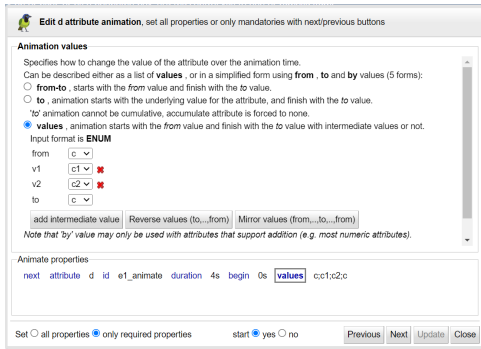 Edit d attribute animation, set all properties or only mandatories with next/previous buttons
Animation values
Specifies how to change the value of the attribute over the animation time.
Can be described either as a list of values , or in a simplified form using from , to and by values (5 forms):
from-to , starts with the from value and finish with the to value.
to , animation starts with the underlying value for the attribute, and finish with the to value.
'to' animation cannot be cumulative, accumulate attribute is forced to none.
values , animation starts with the from value and finish with the to value with intermediate values or not.
Input format is ENUM
from c
v1 c1
v2 c2
to c
add intermediate value Reverse values (to,..,from) Mirror values (from,..,to,..,from)
Note that 'by' value may only be used with attributes that support addition (e.g. most numeric attributes).
Animate properties
next attribute d id e1_animate duration 4s begin 0s values c;c1;c2;c
Set all properties only required properties start yes no Previous Next Update Close